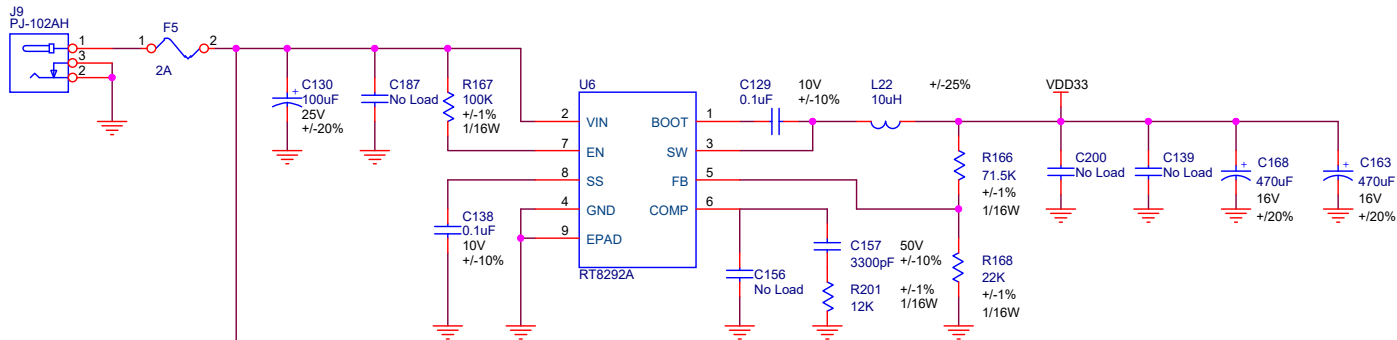 J9
PJ-102AH
1
3
2
F5
1
2
2A
C130
100uF
25V
+/-20%
+
C187
No Load
R167
100K
+/-1%
1/16W
U6
2
VIN
7
EN
8
SS
4
GND
9
EPAD
BOOT
1
SW
3
FB
5
COMP
6
RT8292A
C138
0.1uF
10V
+/-10%
C129
0.1uF
10V
+/-10%
L22
10uH
+/-25%
VDD33
R166
71.5K
+/-1%
1/16W
C200
No Load
C139
No Load
+
C168
470uF
16V
+/20%
+
C163
470uF
16V
+/20%
C156
No Load
C157
3300pF
50V
+/-10%
R201
12K
+/-1%
1/16W
R168
22K
+/-1%
1/16W